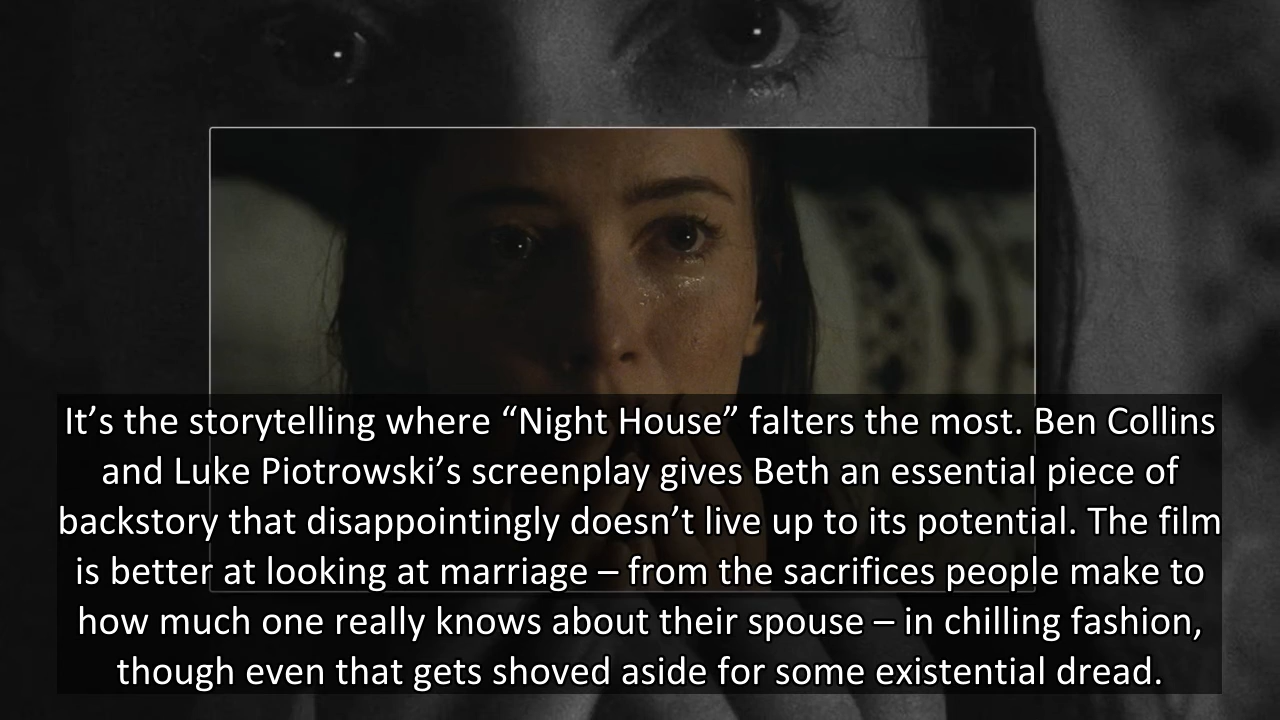 It’s the storytelling where “Night House” falters the most. Ben Collins
and Luke Piotrowski’s screenplay gives Beth an essential piece of
backstory that disappointingly doesn’t live up to its potential. The film
is better at looking at marriage – from the sacrifices people make to
how much one really knows about their spouse – in chilling fashion,
though even that gets shoved aside for some existential dread.